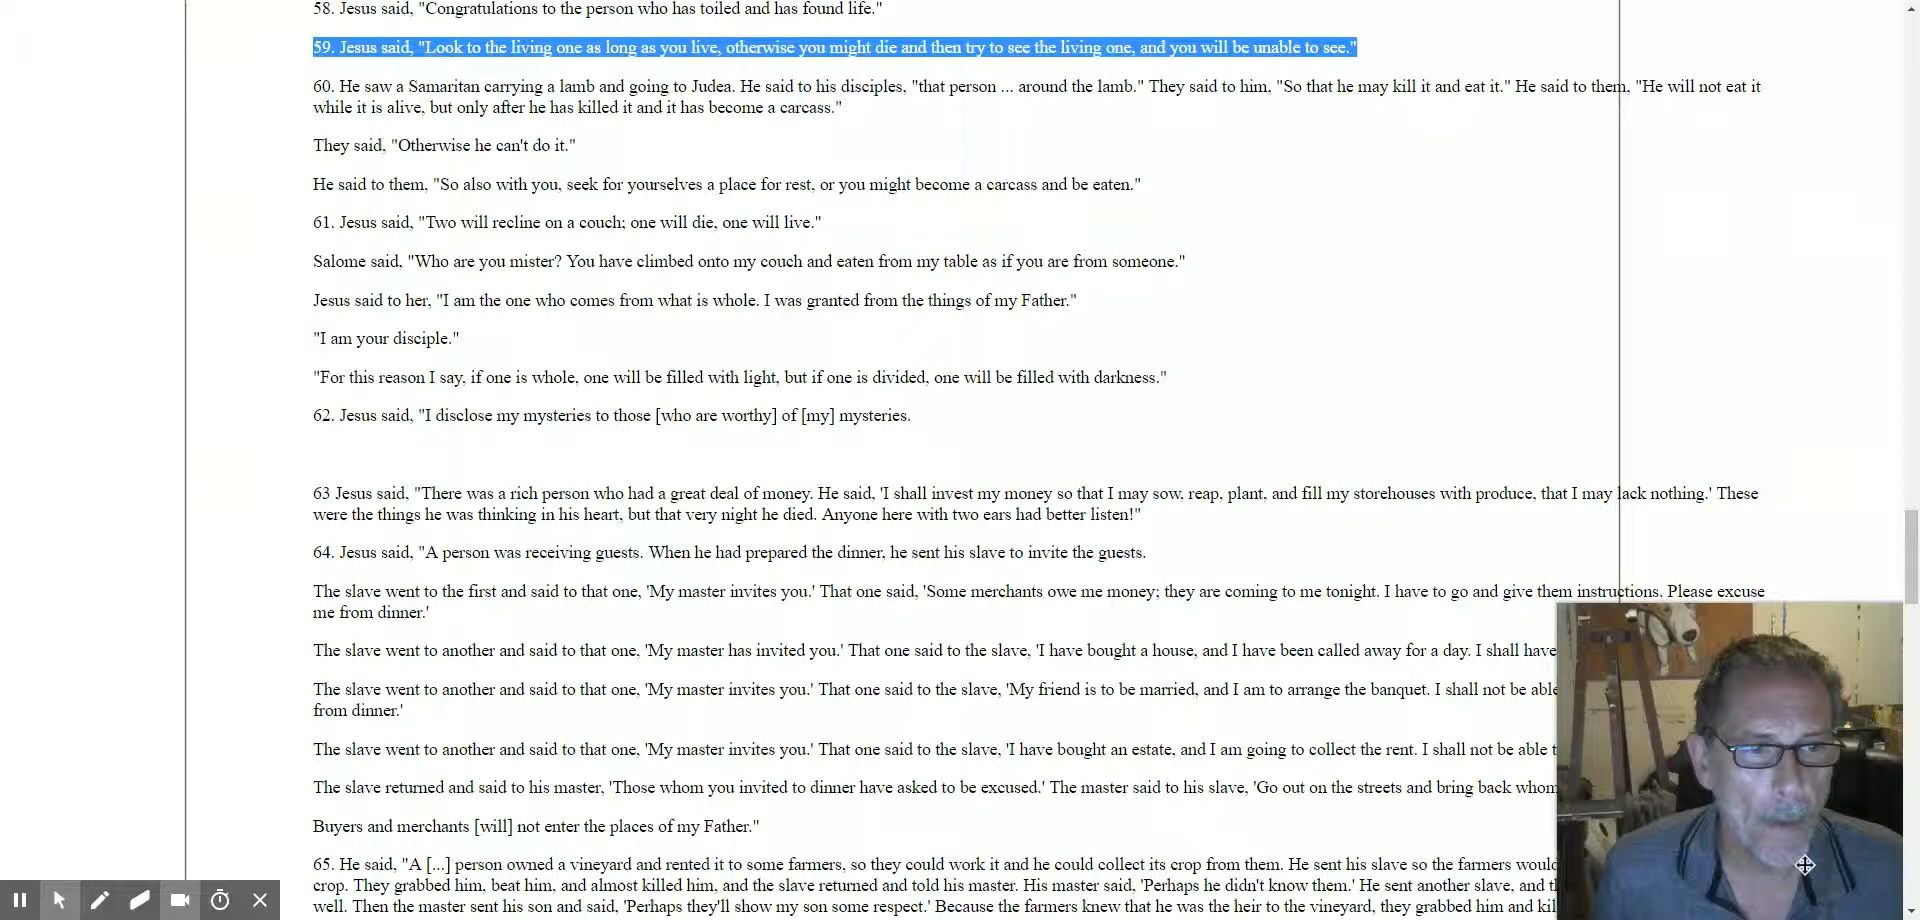 58. Jesus said, "Congratulations to the person who has toiled and has found life."
59. Jesus said, "Look to the living one as long as you live, otherwise you might die and then try to see the living one, and you will be unable to see."
60. He saw a Samaritan carrying a lamb and going to Judea. He said to his disciples, "that person ... around the lamb." They said to him, "So that he may kill it and eat it." He said to them, "He will not eat it
while it is alive, but only after he has killed it and it has become a carcass."
They said, "Otherwise he can't do it."
He said to them, "So also with you, seek for yourselves a place for rest, or you might become a carcass and be eaten."
61. Jesus said, "Two will recline on a couch; one will die, one will live."
Salome said, "Who are you mister? You have climbed onto my couch and eaten from my table as if you are from someone."
Jesus said to her, "I am the one who comes from what is whole. I was granted from the things of my Father."
"I am your disciple."
"For this reason I say, if one is whole, one will be filled with light, but if one is divided, one will be filled with darkness."
62. Jesus said, "I disclose my mysteries to those [who are worthy] of [my] mysteries.
63 Jesus said, "There was a rich person who had a great deal of money. He said, 'I shall invest my money so that I may sow, reap, plant, and fill my storehouses with produce, that I may lack nothing.' These
were the things he was thinking in his heart, but that very night he died. Anyone here with two ears had better listen!"
64. Jesus said, "A person was receiving guests. When he had prepared the dinner, he sent his slave to invite the guests.
The slave went to the first and said to that one, 'My master invites you.' That one said, 'Some merchants owe me money; they are coming to me tonight. I have to go and give them instructions. Please excuse
me from dinner.'
The slave went to another and said to that one, 'My master has invited you.' That one said to the slave, 'I have bought a house, and I have been called away for a day. I shall have
The slave went to another and said to that one, 'My master invites you.' That one said to the slave, 'My friend is to be married, and I am to arrange the banquet. I shall not be able
from dinner.'
The slave went to another and said to that one, 'My master invites you.' That one said to the slave, 'I have bought an estate, and I am going to collect the rent. I shall not be able
The slave returned and said to his master, 'Those whom you invited to dinner have asked to be excused.' The master said to his slave, 'Go out on the streets and bring back whom
Buyers and merchants [will] not enter the places of my Father."
65. He said, "A [...] person owned a vineyard and rented it to some farmers, so they could work it and he could collect its crop from them. He sent his slave so the farmers would
crop. They grabbed him, beat him, and almost killed him, and the slave returned and told his master. His master said, 'Perhaps he didn't know them.' He sent another slave, and
well. Then the master sent his son and said, 'Perhaps they'll show my son some respect.' Because the farmers knew that he was the heir to the vineyard, they grabbed him and